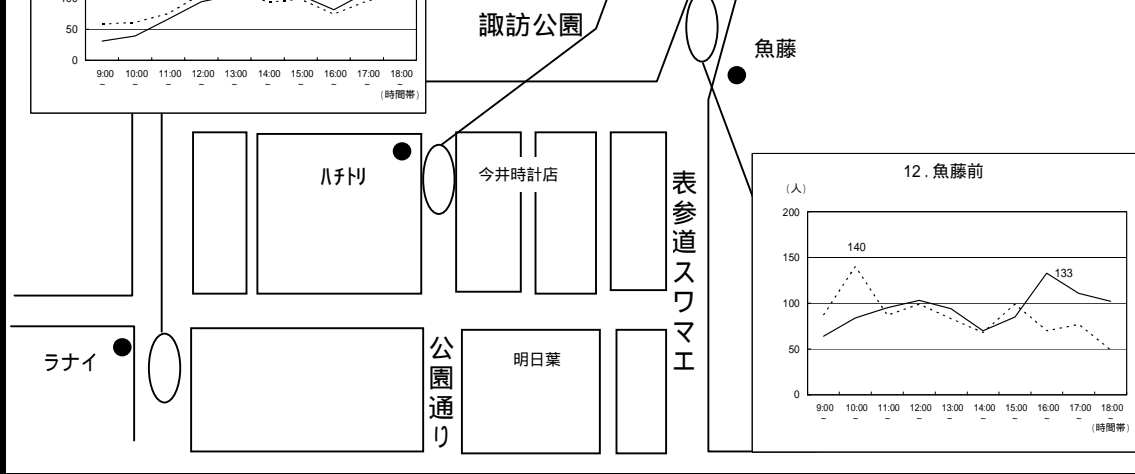 100
50
0
9:00 10:00 11:00 12:00 13:00 14:00 15:00 16:00 17:00 18:00
~ ~ ~ ~ ~ ~ ~ ~ ~ ~
(時間帯)
諏訪公園
魚藤
ハチトリ
今井時計店
表参道スワマエ
ラナイ
公園通り
明日葉
12.魚藤前
(人)
200
150
100
50
0
140
133
9:00 10:00 11:00 12:00 13:00 14:00 15:00 16:00 17:00 18:00
~ ~ ~ ~ ~ ~ ~ ~ ~ ~
(時間帯)